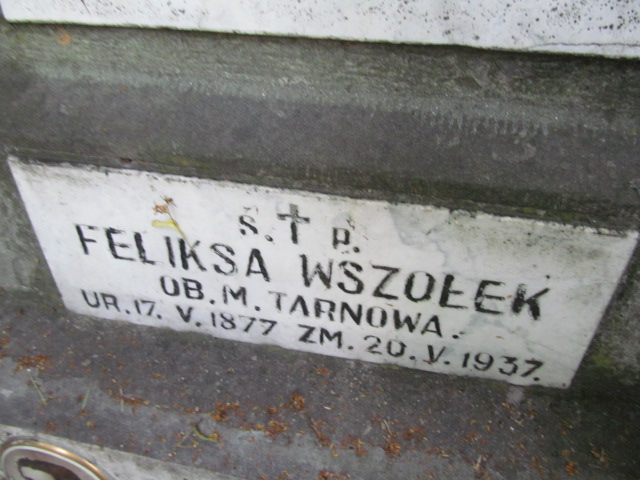 Ś. † p.
FELIKSA WSZOŁEK
OB. M. TARNOWA.
UR. 17. V. 1877 ZM. 20. V. 1937.